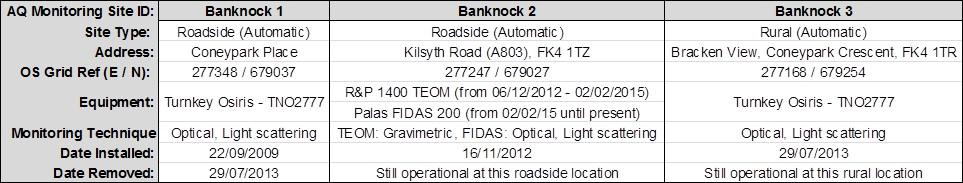 AQ Monitoring Site ID: Banknock 1 Banknock 2 Banknock 3
Site Type: Roadside (Automatic) Roadside (Automatic) Rural (Automatic)
Address: Coneypark Place Kilsyth Road (A803), FK4 1TZ Bracken View, Coneypark Crescent, FK4 1TR
OS Grid Ref (E / N): 277348 / 679037 277247 / 679027 277168 / 679254
Equipment: Turnkey Osiris - TNO2777 R&P 1400 TEOM (from 06/12/2012 - 02/02/2015) Turnkey Osiris - TNO2777
Palas FIDAS 200 (from 02/02/15 until present)
Monitoring Technique Optical, Light scattering TEOM: Gravimetric, FIDAS: Optical, Light scattering Optical, Light scattering
Date Installed: 22/09/2009 16/11/2012 29/07/2013
Date Removed: 29/07/2013 Still operational at this roadside location Still operational at this rural location